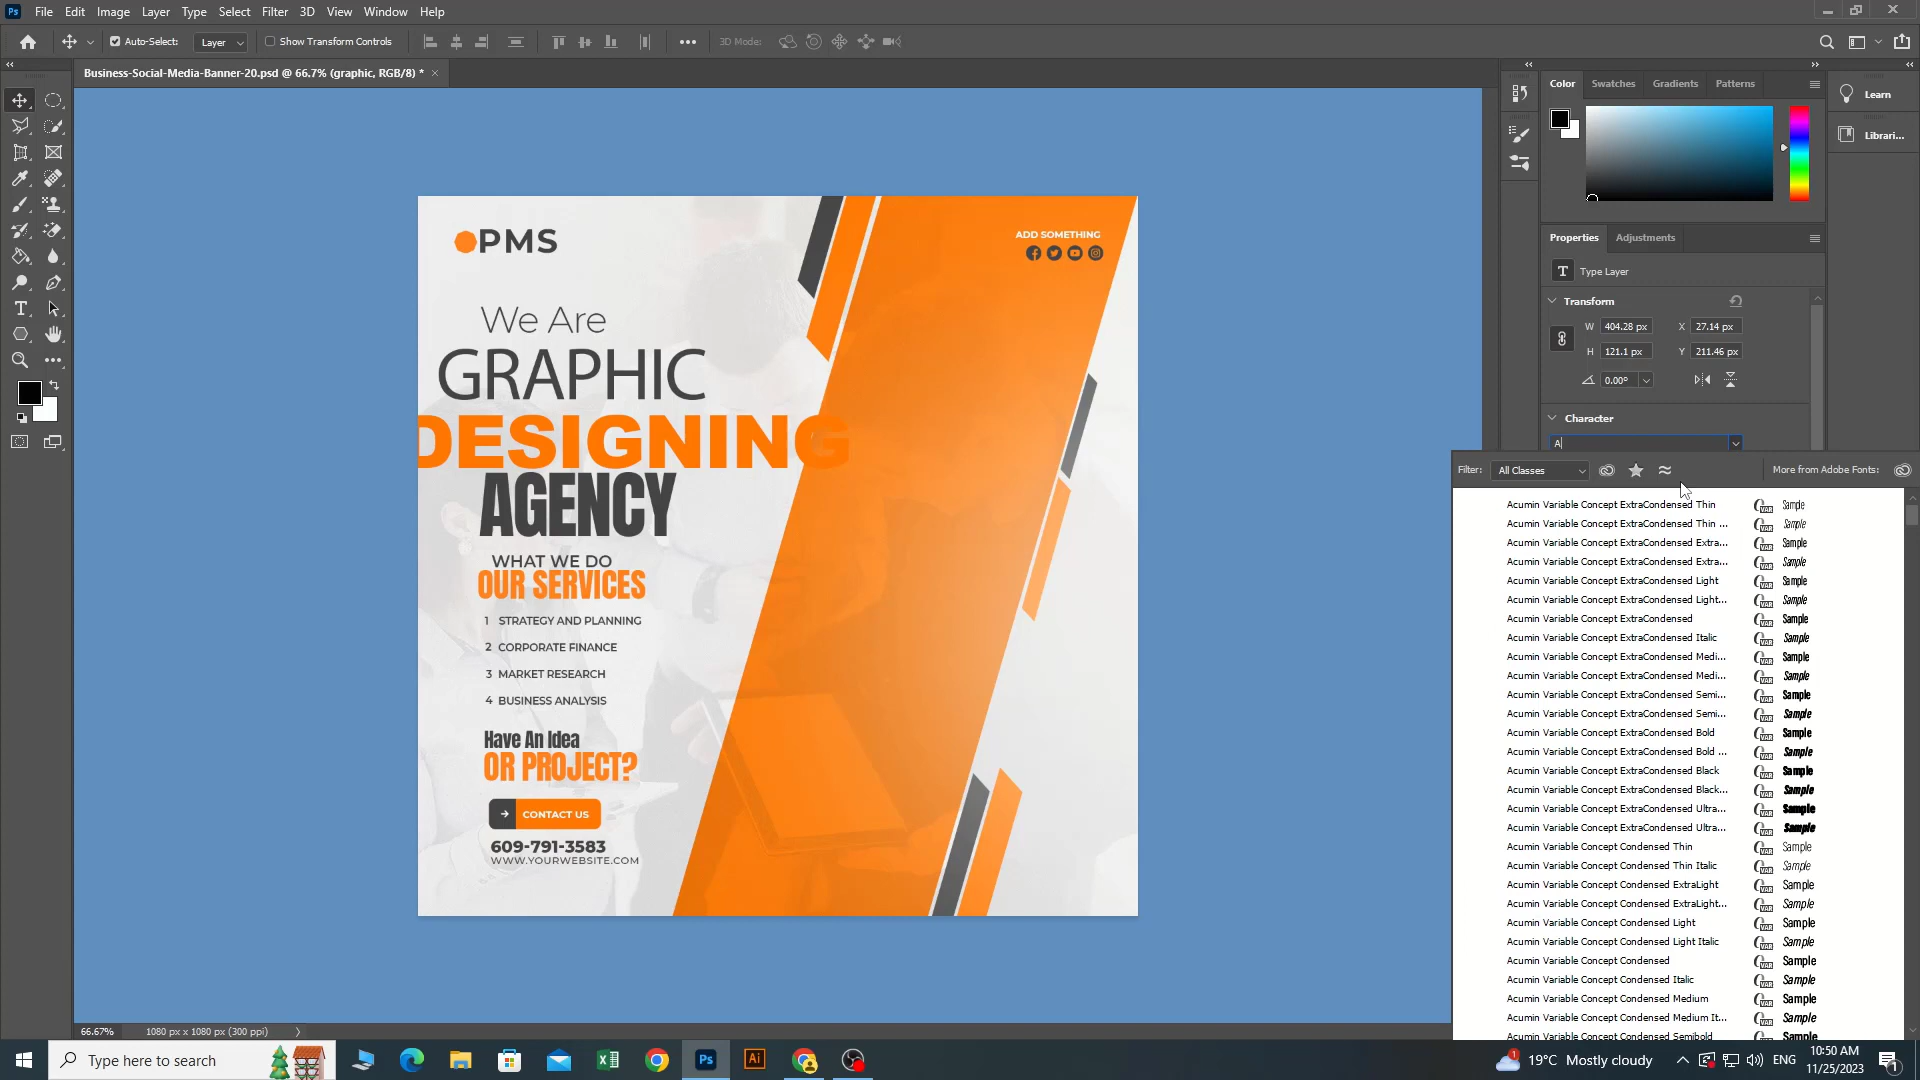 Ps File Edit Image Layer Type Select Filter 3D View Window Help
Auto-Select: Layer Show Transform Controls 3D Mode:
Business-Social-Media-Banner-20.psd @ 66.7% (graphic, RGB/8) *
PMS
ADD SOMETHING
We Are
GRAPHIC
DESIGNING
AGENCY
WHAT WE DO
OUR SERVICES
1 STRATEGY AND PLANNING
2 CORPORATE FINANCE
3 MARKET RESEARCH
4 BUSINESS ANALYSIS
Have An Idea
OR PROJECT?
CONTACT US
609-791-3583
WWW.YOURWEBSITE.COM
Color Swatches Gradients Patterns
Learn
Librari...
Properties Adjustments
T Type Layer
Transform
W 404.28 px X 27.14 px
H 121.1 px Y 211.46 px
0.00°
Character
A
Filter: All Classes More from Adobe Fonts:
Acumin Variable Concept ExtraCondensed Thin Sample
Acumin Variable Concept ExtraCondensed Thin ... Sample
Acumin Variable Concept ExtraCondensed Extra... Sample
Acumin Variable Concept ExtraCondensed Extra... Sample
Acumin Variable Concept ExtraCondensed Light Sample
Acumin Variable Concept ExtraCondensed Light... Sample
Acumin Variable Concept ExtraCondensed Sample
Acumin Variable Concept ExtraCondensed Italic Sample
Acumin Variable Concept ExtraCondensed Medi... Sample
Acumin Variable Concept ExtraCondensed Medi... Sample
Acumin Variable Concept ExtraCondensed Semi... Sample
Acumin Variable Concept ExtraCondensed Semi... Sample
Acumin Variable Concept ExtraCondensed Bold Sample
Acumin Variable Concept ExtraCondensed Bold ... Sample
Acumin Variable Concept ExtraCondensed Black Sample
Acumin Variable Concept ExtraCondensed Black... Sample
Acumin Variable Concept ExtraCondensed Ultra... Sample
Acumin Variable Concept ExtraCondensed Ultra... Sample
Acumin Variable Concept Condensed Thin Sample
Acumin Variable Concept Condensed Thin Italic Sample
Acumin Variable Concept Condensed ExtraLight Sample
Acumin Variable Concept Condensed ExtraLight... Sample
Acumin Variable Concept Condensed Light Sample
Acumin Variable Concept Condensed Light Italic Sample
Acumin Variable Concept Condensed Sample
Acumin Variable Concept Condensed Italic Sample
Acumin Variable Concept Condensed Medium Sample
Acumin Variable Concept Condensed Medium It... Sample
Acumin Variable Concept Condensed Semibold Sample
66.67% 1080 px x 1080 px (300 ppi)
Type here to search
Ps Ai
1 19°C Mostly cloudy ENG 10:50 AM
11/25/2023 1